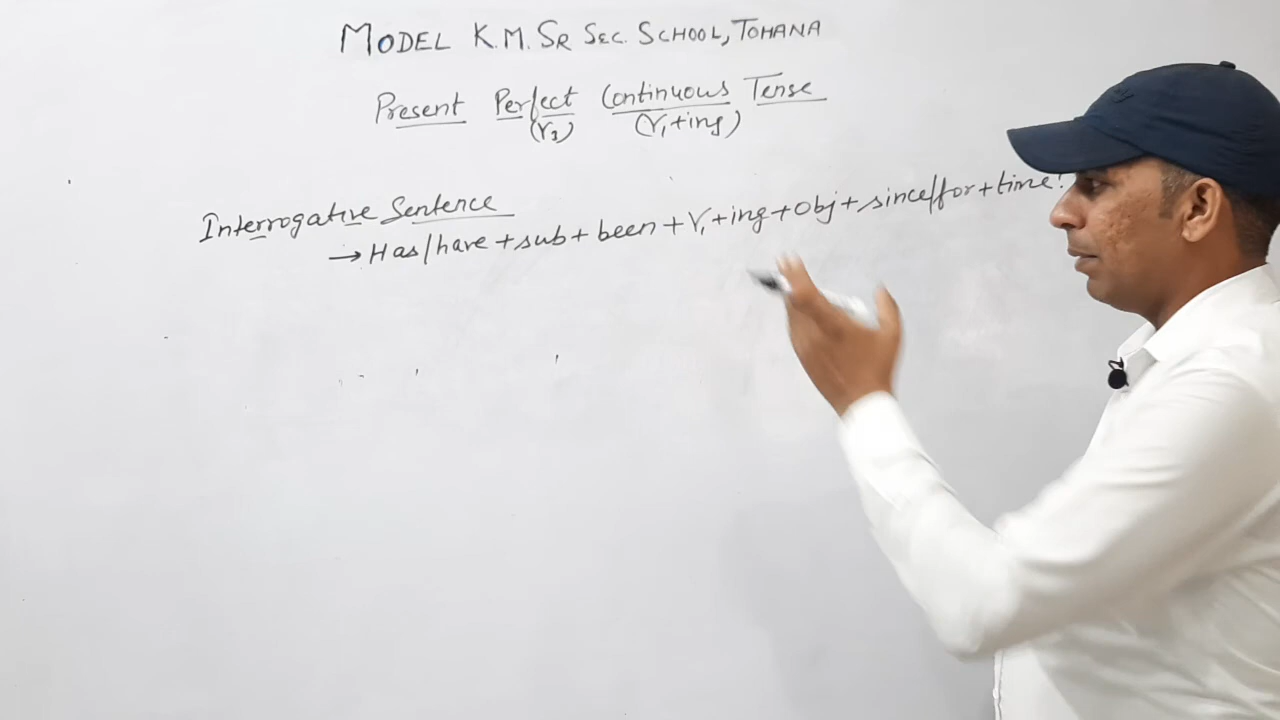 MODEL K.M. SR SEC. SCHOOL, TOHANA
Present Perfect Continuous Tense
(V₃) (V₁+ing)
Interrogative Sentence
→ Has/have + sub + been + V₁ + ing + Obj + since/for + time?